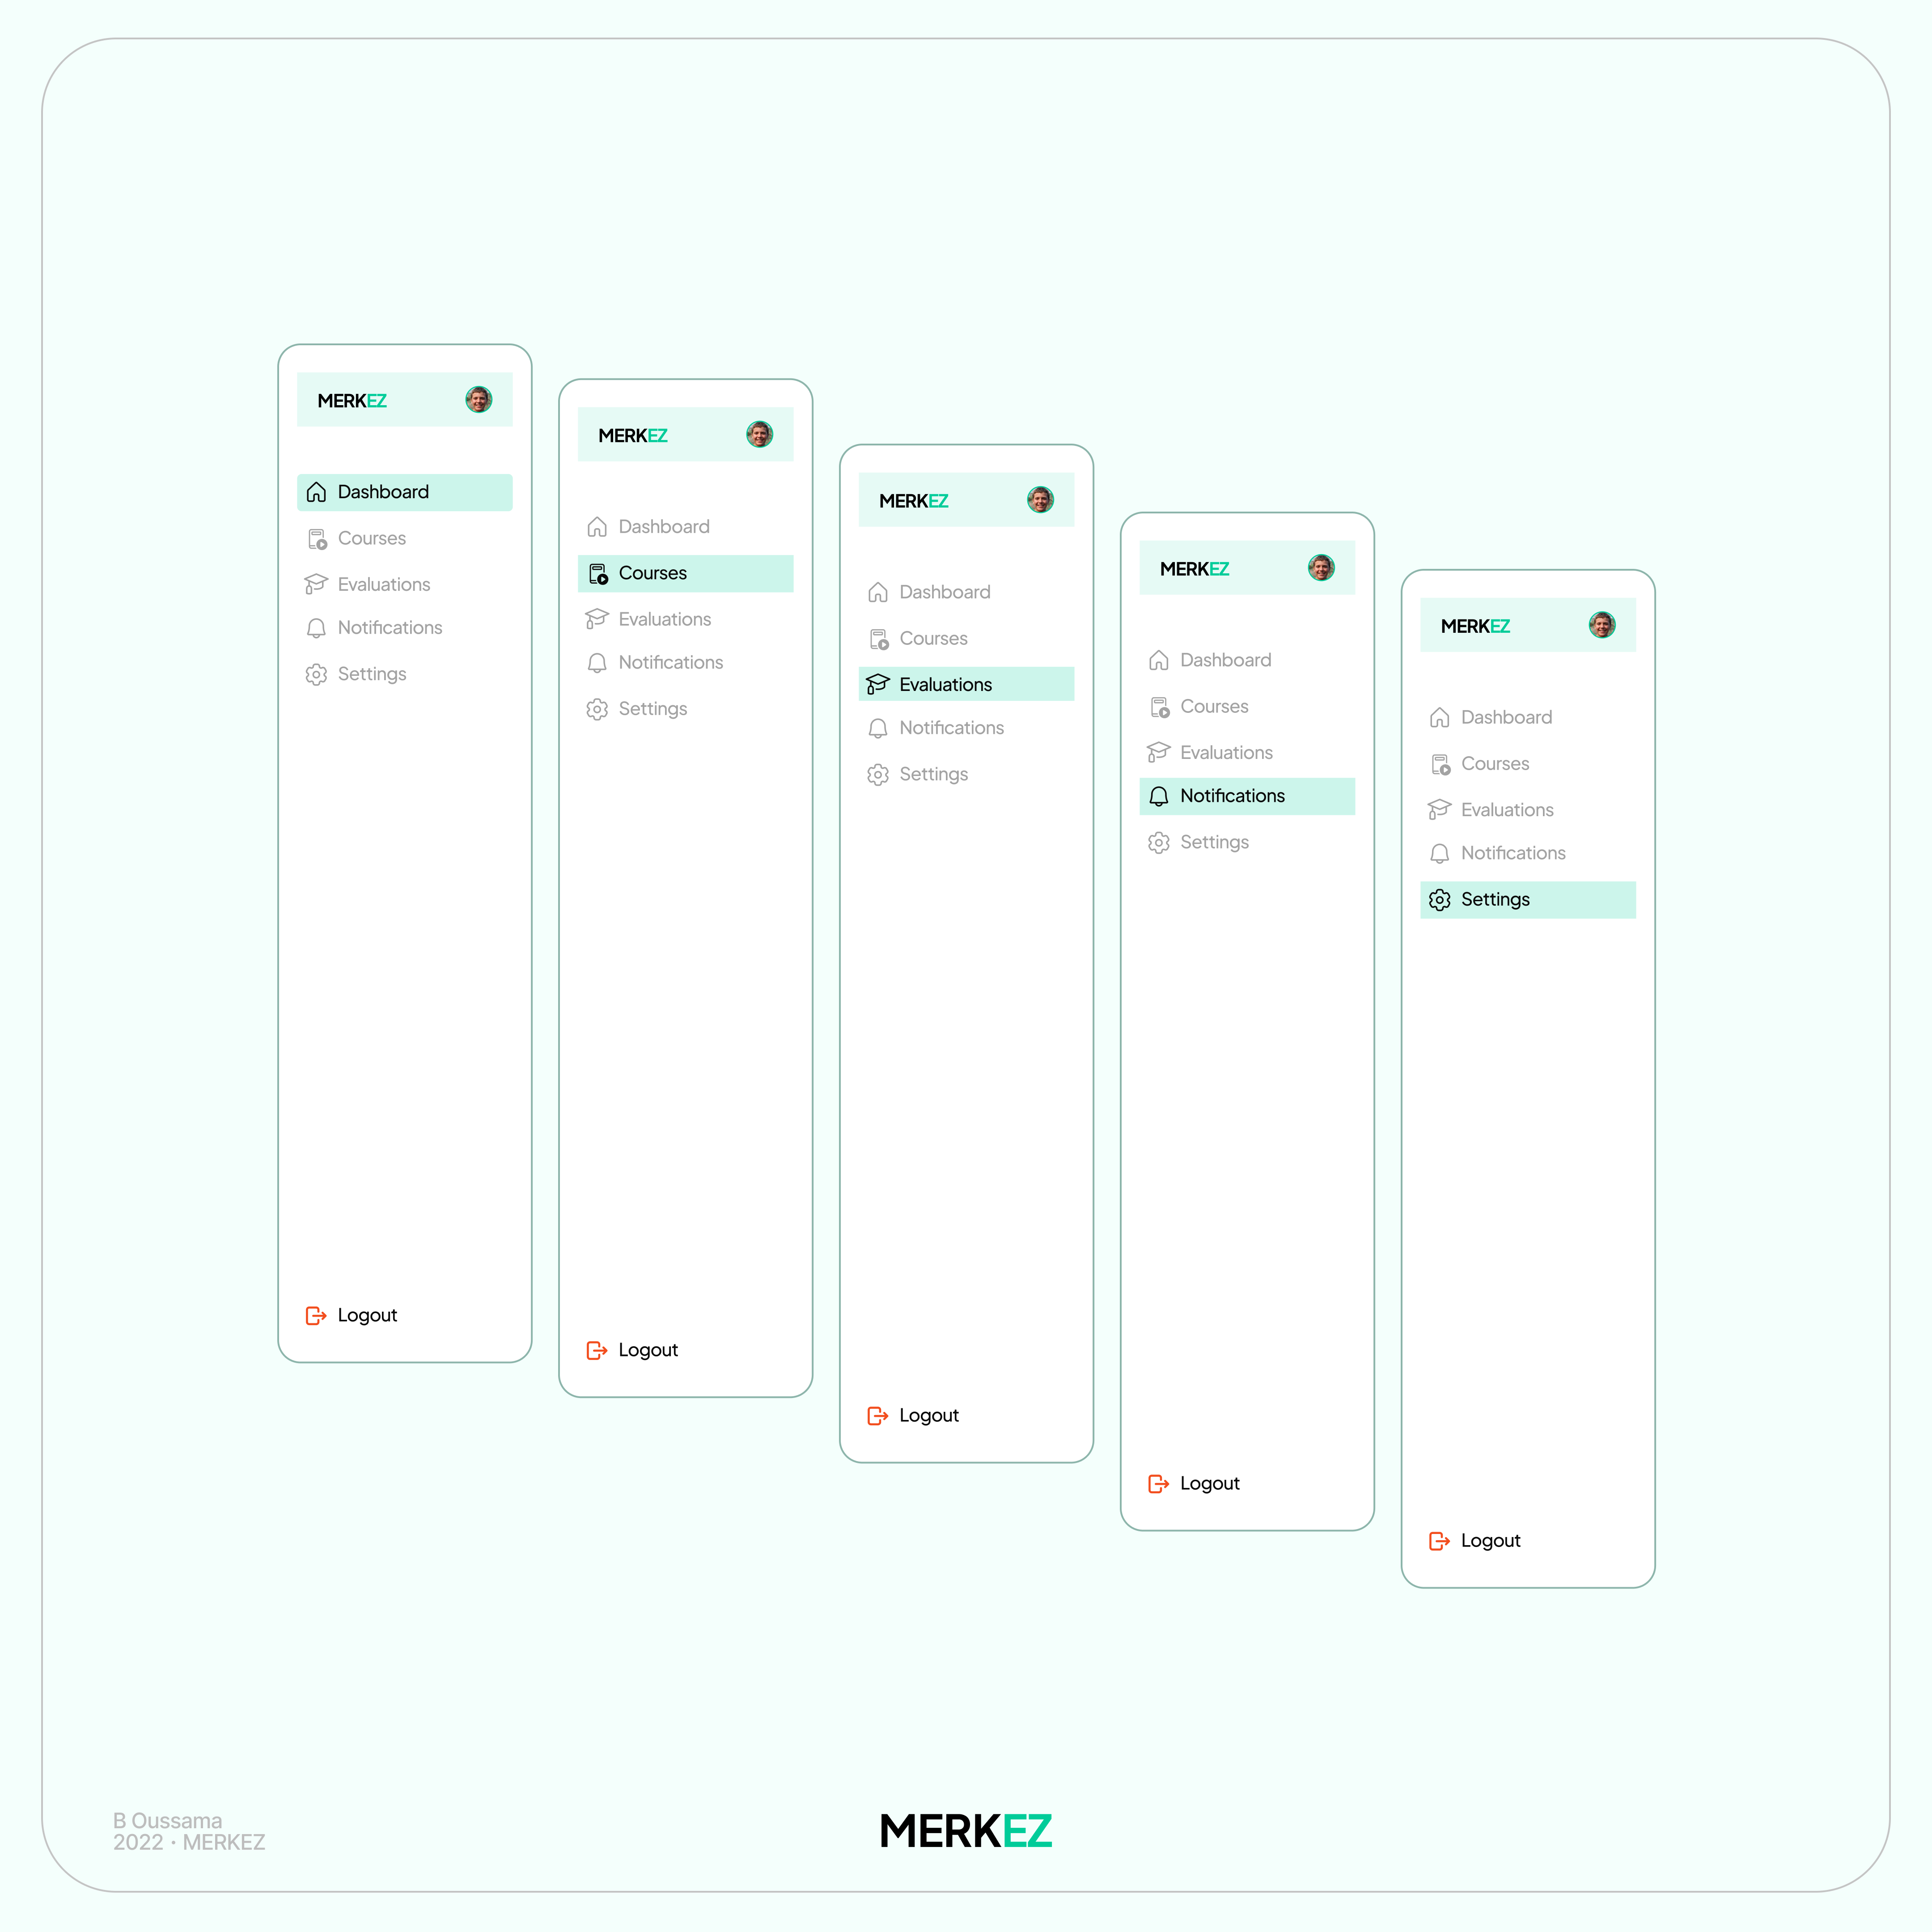 MERKEZ
Dashboard
Courses
Evaluations
Notifications
Settings
Logout
MERKEZ
Dashboard
Courses
Evaluations
Notifications
Settings
Logout
MERKEZ
Dashboard
Courses
Evaluations
Notifications
Settings
Logout
MERKEZ
Dashboard
Courses
Evaluations
Notifications
Settings
Logout
MERKEZ
Dashboard
Courses
Evaluations
Notifications
Settings
Logout
B Oussama
2022 · MERKEZ
MERKEZ